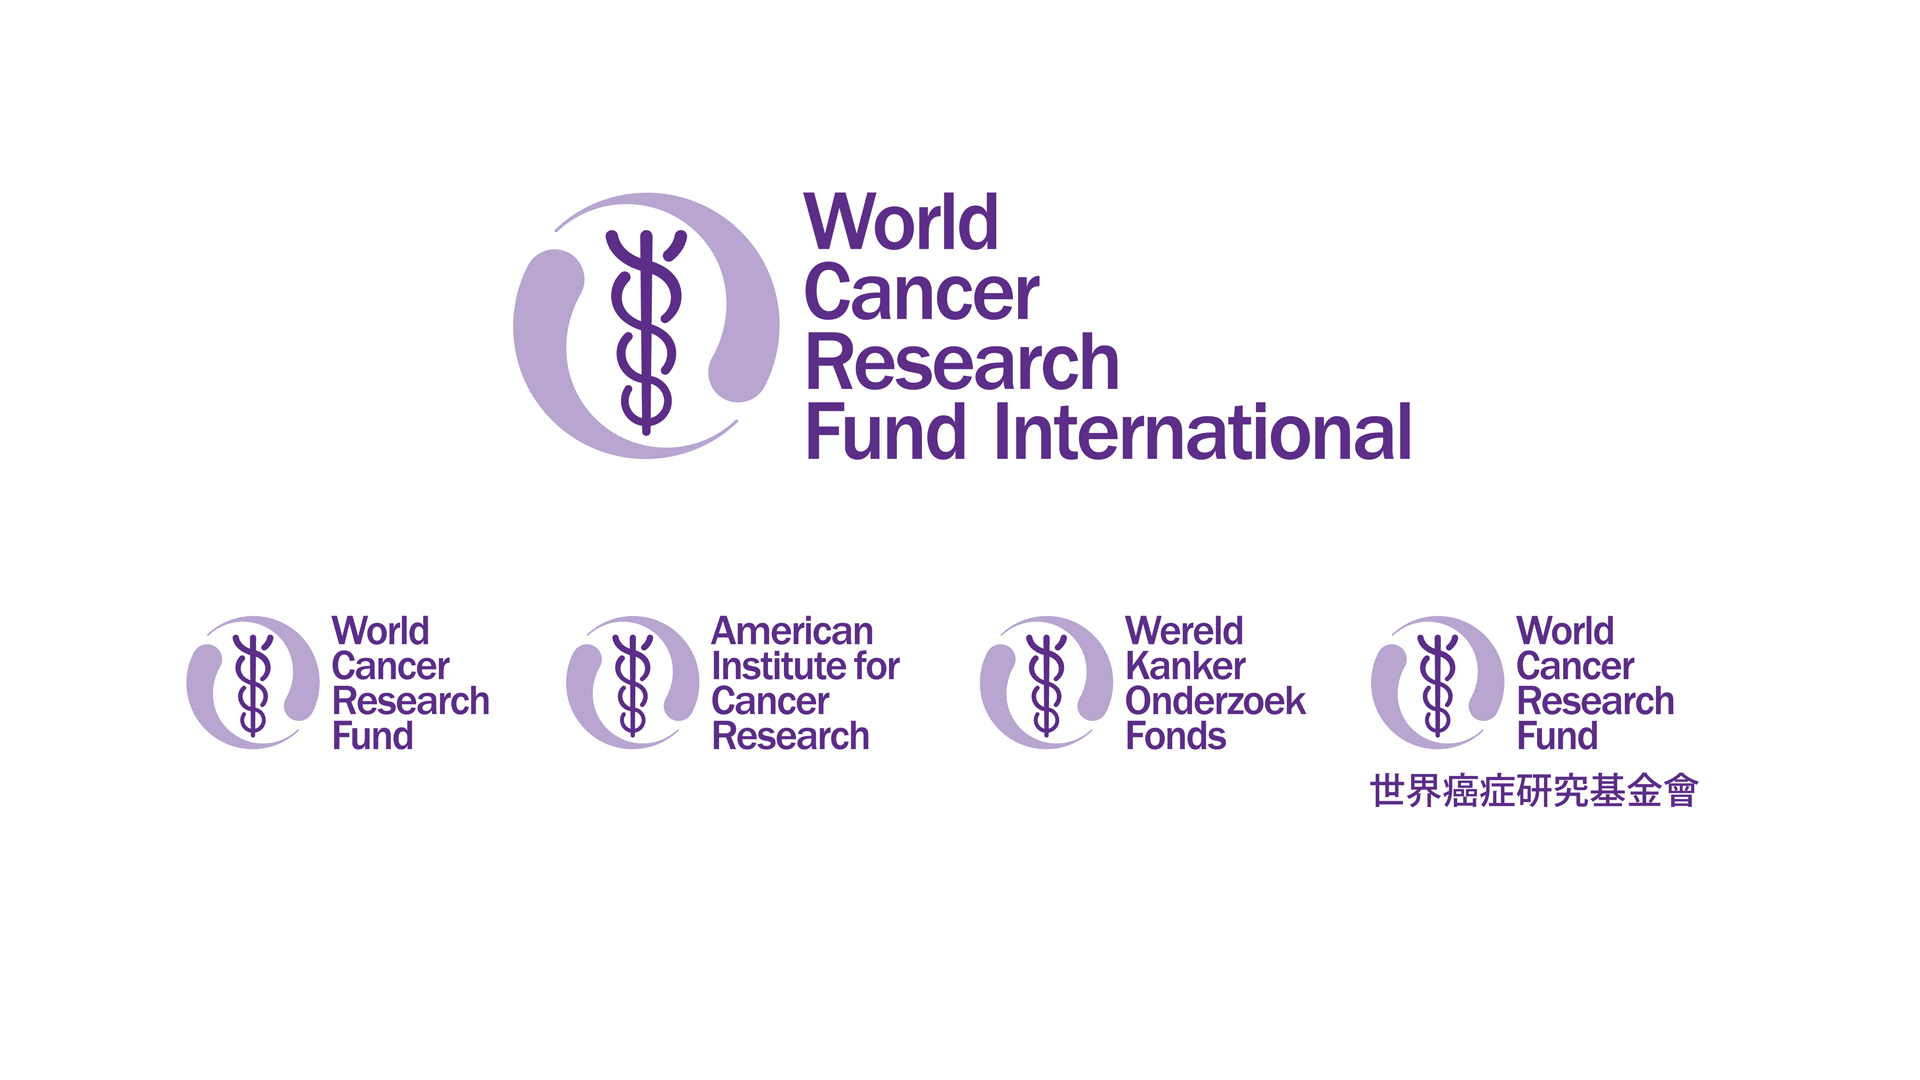 World
Cancer
Research
Fund International
World
Cancer
Research
Fund
American
Institute for
Cancer
Research
Wereld
Kanker
Onderzoek
Fonds
World
Cancer
Research
Fund
世界癌症研究基金會